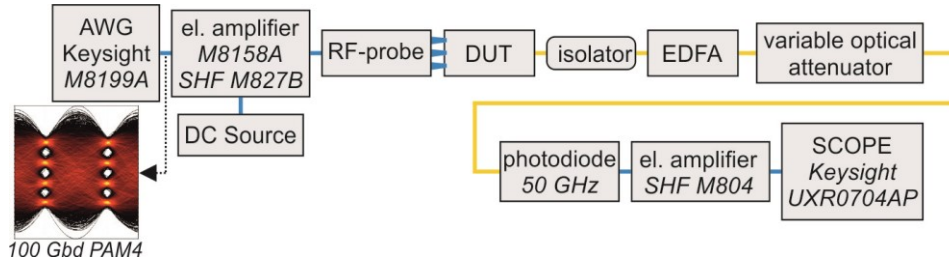 AWG
Keysight
M8199A
el. amplifier
M8158A
SHF M827B
DC Source
RF-probe
DUT
isolator
EDFA
variable optical
attenuator
100 Gbd PAM4
photodiode
50 GHz
el. amplifier
SHF M804
SCOPE
Keysight
UXR0704AP